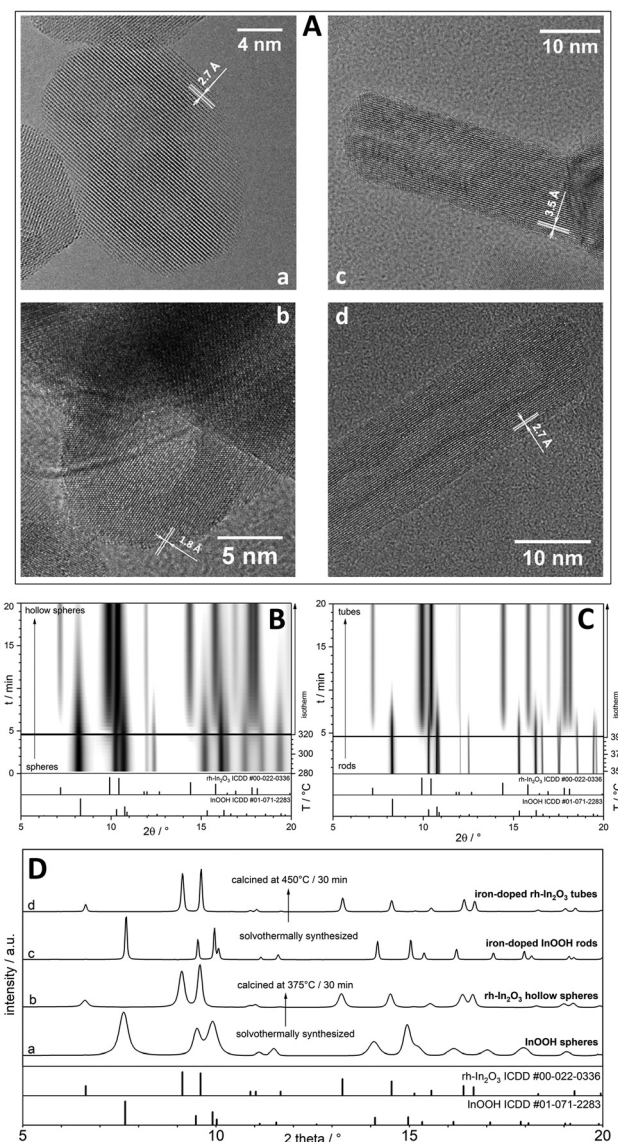 A
4 nm
2.7 Å
a
10 nm
3.5 Å
c
b
1.8 Å
5 nm
d
2.7 Å
10 nm
B
hollow spheres
spheres
t / min
20
15
10
5
0
isotherm
320
300
280
T / °C
rh-In₂O₃ ICDD #00-022-0336
InOOH ICDD #01-071-2283
5 10 15 20
2θ / °
C
tubes
rods
t / min
20
15
10
5
isotherm
T / °C
rh-In₂O₃ ICDD #00-022-0336
InOOH ICDD #01-071-2283
5 10 15 20
2θ / °
D
intensity / a.u.
calcined at 450°C / 30 min
d
iron-doped rh-In₂O₃ tubes
solvothermally synthesized
c
iron-doped InOOH rods
calcined at 375°C / 30 min
b
rh-In₂O₃ hollow spheres
solvothermally synthesized
a
InOOH spheres
rh-In₂O₃ ICDD #00-022-0336
InOOH ICDD #01-071-2283
5 10 15 20
2 theta / °